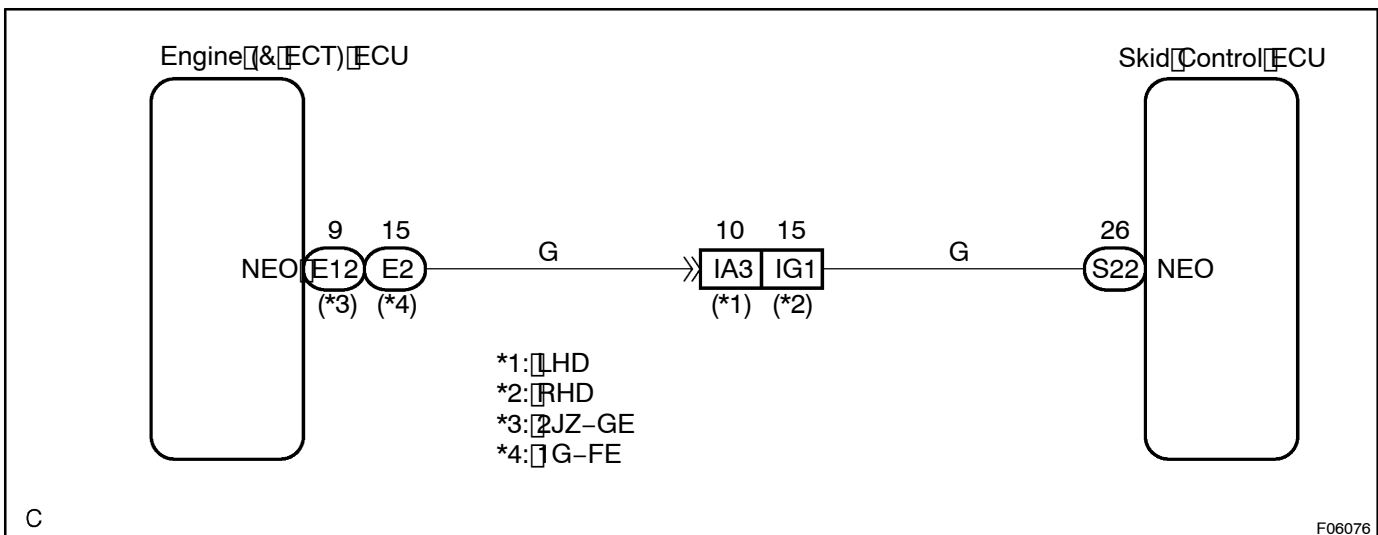 Engine (& ECT) ECU
Skid Control ECU
9 15
10 15
26
G
G
NEO E12 E2
IA3 IG1
S22 NEO
(*3) (*4)
(*1) (*2)
*1: LHD
*2: RHD
*3: 2JZ–GE
*4: 1G–FE
C
F06076